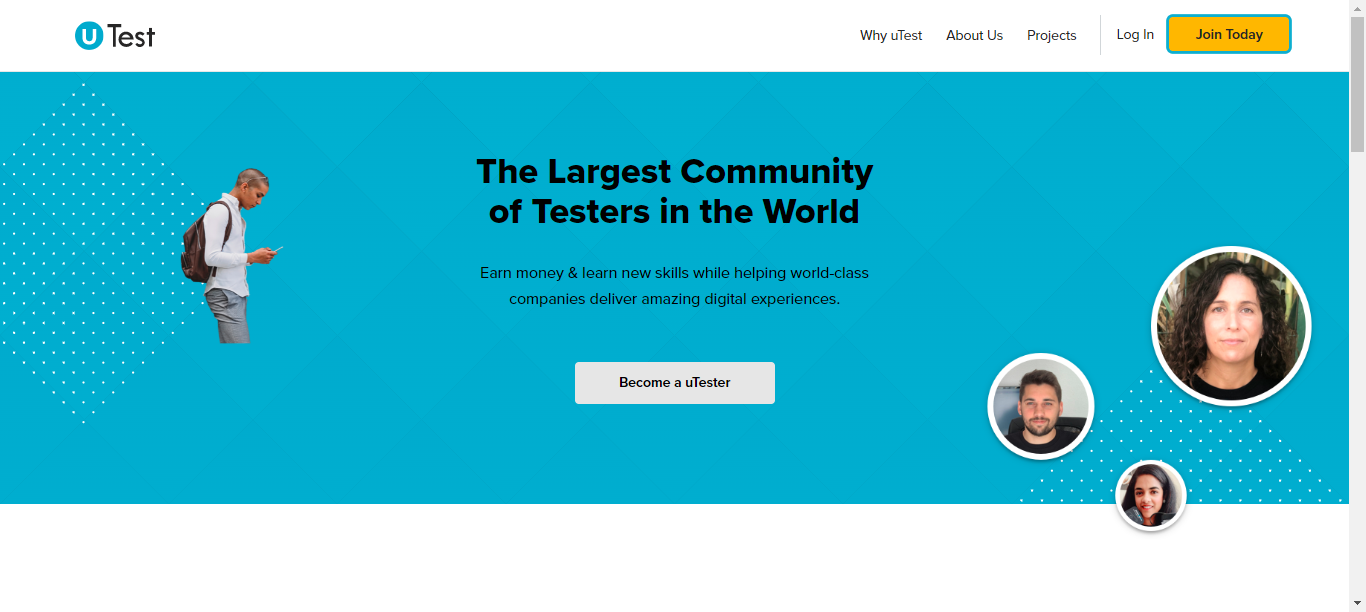 uTest
Why uTest
About Us
Projects
Log In
Join Today
The Largest Community
of Testers in the World
Earn money & learn new skills while helping world-class
companies deliver amazing digital experiences.
Become a uTester